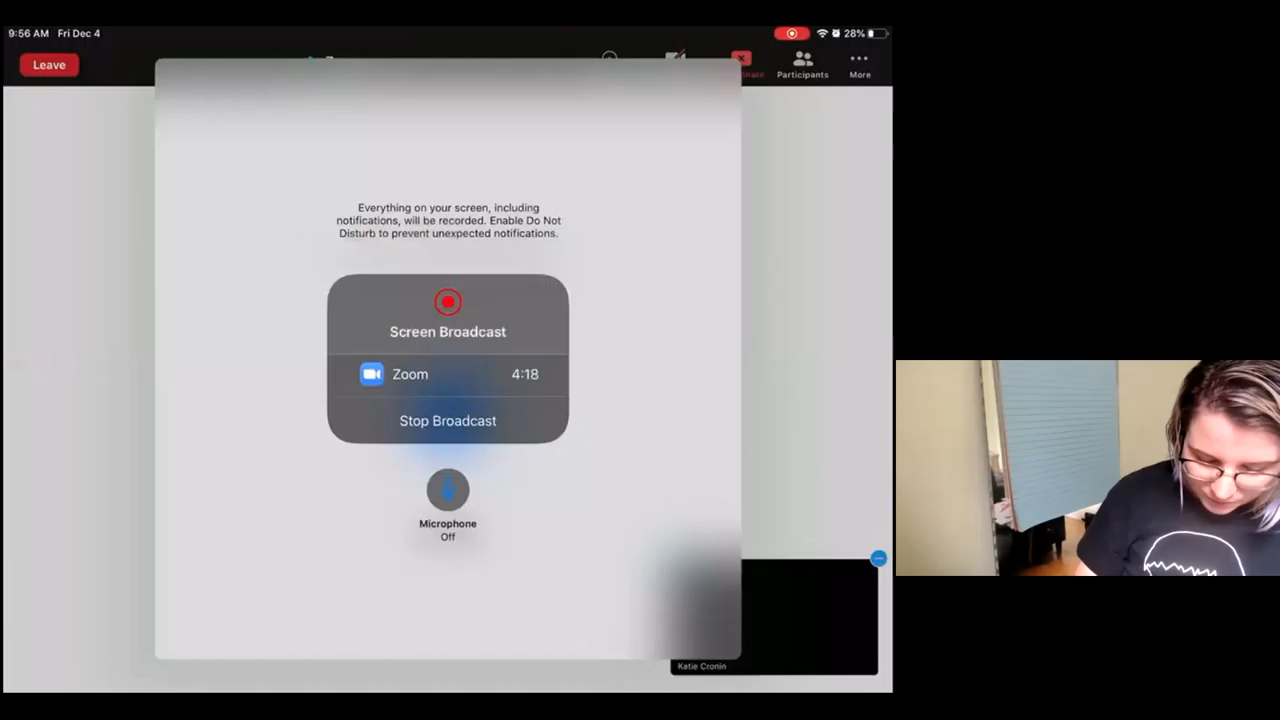 9:56 AM Fri Dec 4
28%
Leave
Share
Participants
More
Everything on your screen, including
notifications, will be recorded. Enable Do Not
Disturb to prevent unexpected notifications.
Screen Broadcast
Zoom 4:18
Stop Broadcast
Microphone
Off
Katie Cronin